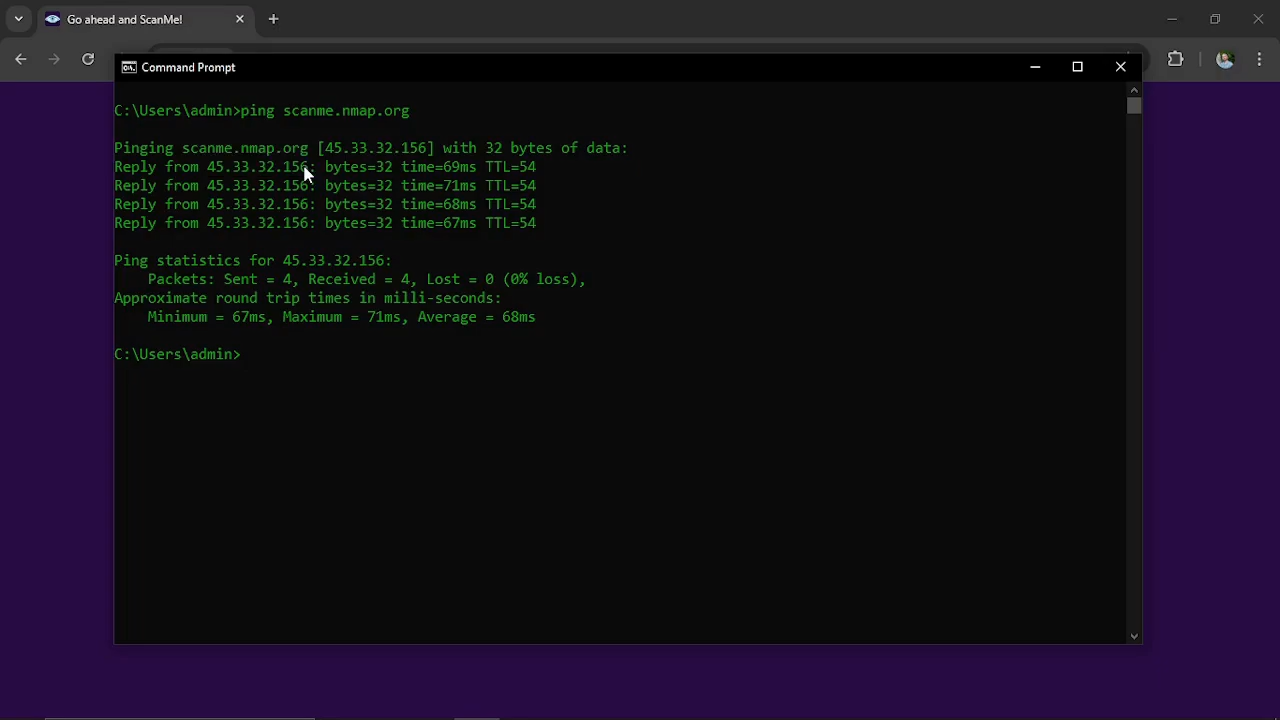 Go ahead and ScanMe!
Command Prompt
C:\Users\admin>ping scanme.nmap.org
Pinging scanme.nmap.org [45.33.32.156] with 32 bytes of data:
Reply from 45.33.32.156: bytes=32 time=69ms TTL=54
Reply from 45.33.32.156: bytes=32 time=71ms TTL=54
Reply from 45.33.32.156: bytes=32 time=68ms TTL=54
Reply from 45.33.32.156: bytes=32 time=67ms TTL=54
Ping statistics for 45.33.32.156:
    Packets: Sent = 4, Received = 4, Lost = 0 (0% loss),
Approximate round trip times in milli-seconds:
    Minimum = 67ms, Maximum = 71ms, Average = 68ms
C:\Users\admin>